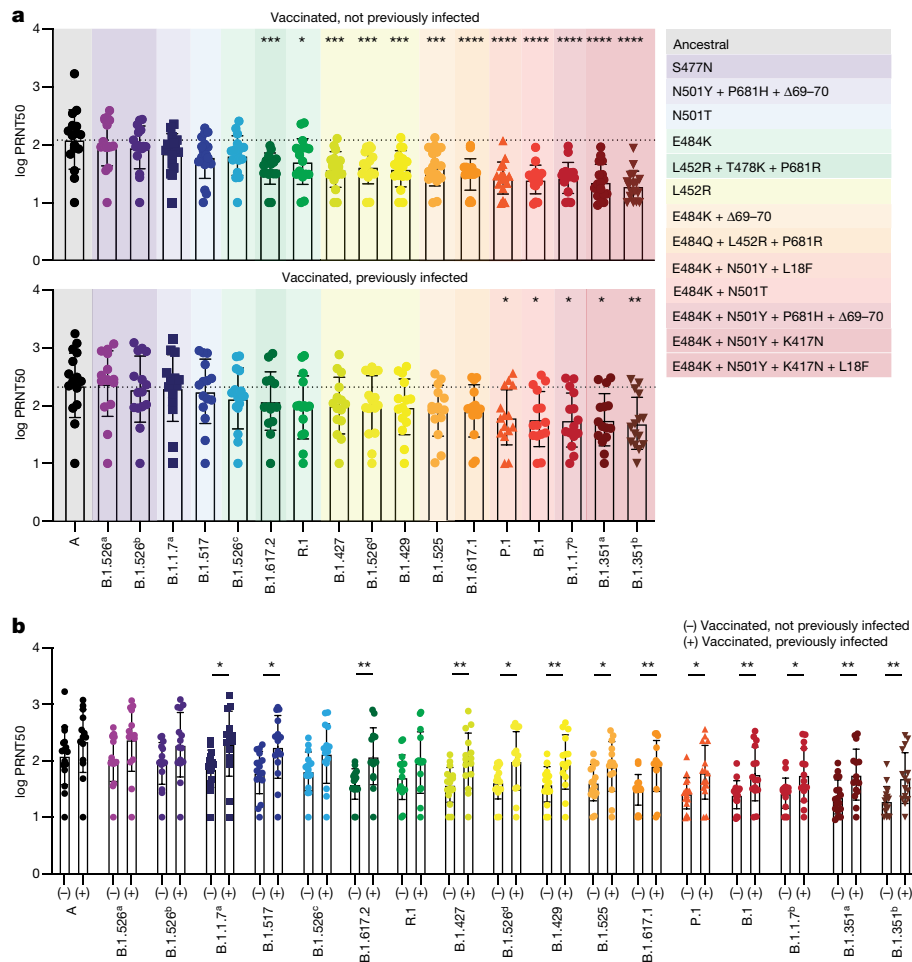 a
Vaccinated, not previously infected
4
3
2
1
0
log PRNT50
*** * *** *** *** *** **** **** **** **** **** ****
Ancestral
S477N
N501Y + P681H + Δ69–70
N501T
E484K
L452R + T478K + P681R
L452R
E484K + Δ69–70
E484Q + L452R + P681R
E484K + N501Y + L18F
E484K + N501T
E484K + N501Y + P681H + Δ69–70
E484K + N501Y + K417N
E484K + N501Y + K417N + L18F
Vaccinated, previously infected
4
3
2
1
0
log PRNT50
* * * * **
A
B.1.526ᵃ
B.1.526ᵇ
B.1.1.7ᵃ
B.1.517
B.1.526ᶜ
B.1.617.2
R.1
B.1.427
B.1.526ᵈ
B.1.429
B.1.525
B.1.617.1
P.1
B.1
B.1.1.7ᵇ
B.1.351ᵃ
B.1.351ᵇ
b
(–) Vaccinated, not previously infected
(+) Vaccinated, previously infected
4
3
2
1
0
log PRNT50
* * ** ** * ** * ** * ** * ** **
(–) (+) (–) (+) (–) (+) (–) (+) (–) (+) (–) (+) (–) (+) (–) (+) (–) (+) (–) (+) (–) (+) (–) (+) (–) (+) (–) (+) (–) (+) (–) (+) (–) (+) (–) (+)
A
B.1.526ᵃ
B.1.526ᵇ
B.1.1.7ᵃ
B.1.517
B.1.526ᶜ
B.1.617.2
R.1
B.1.427
B.1.526ᵈ
B.1.429
B.1.525
B.1.617.1
P.1
B.1
B.1.1.7ᵇ
B.1.351ᵃ
B.1.351ᵇ